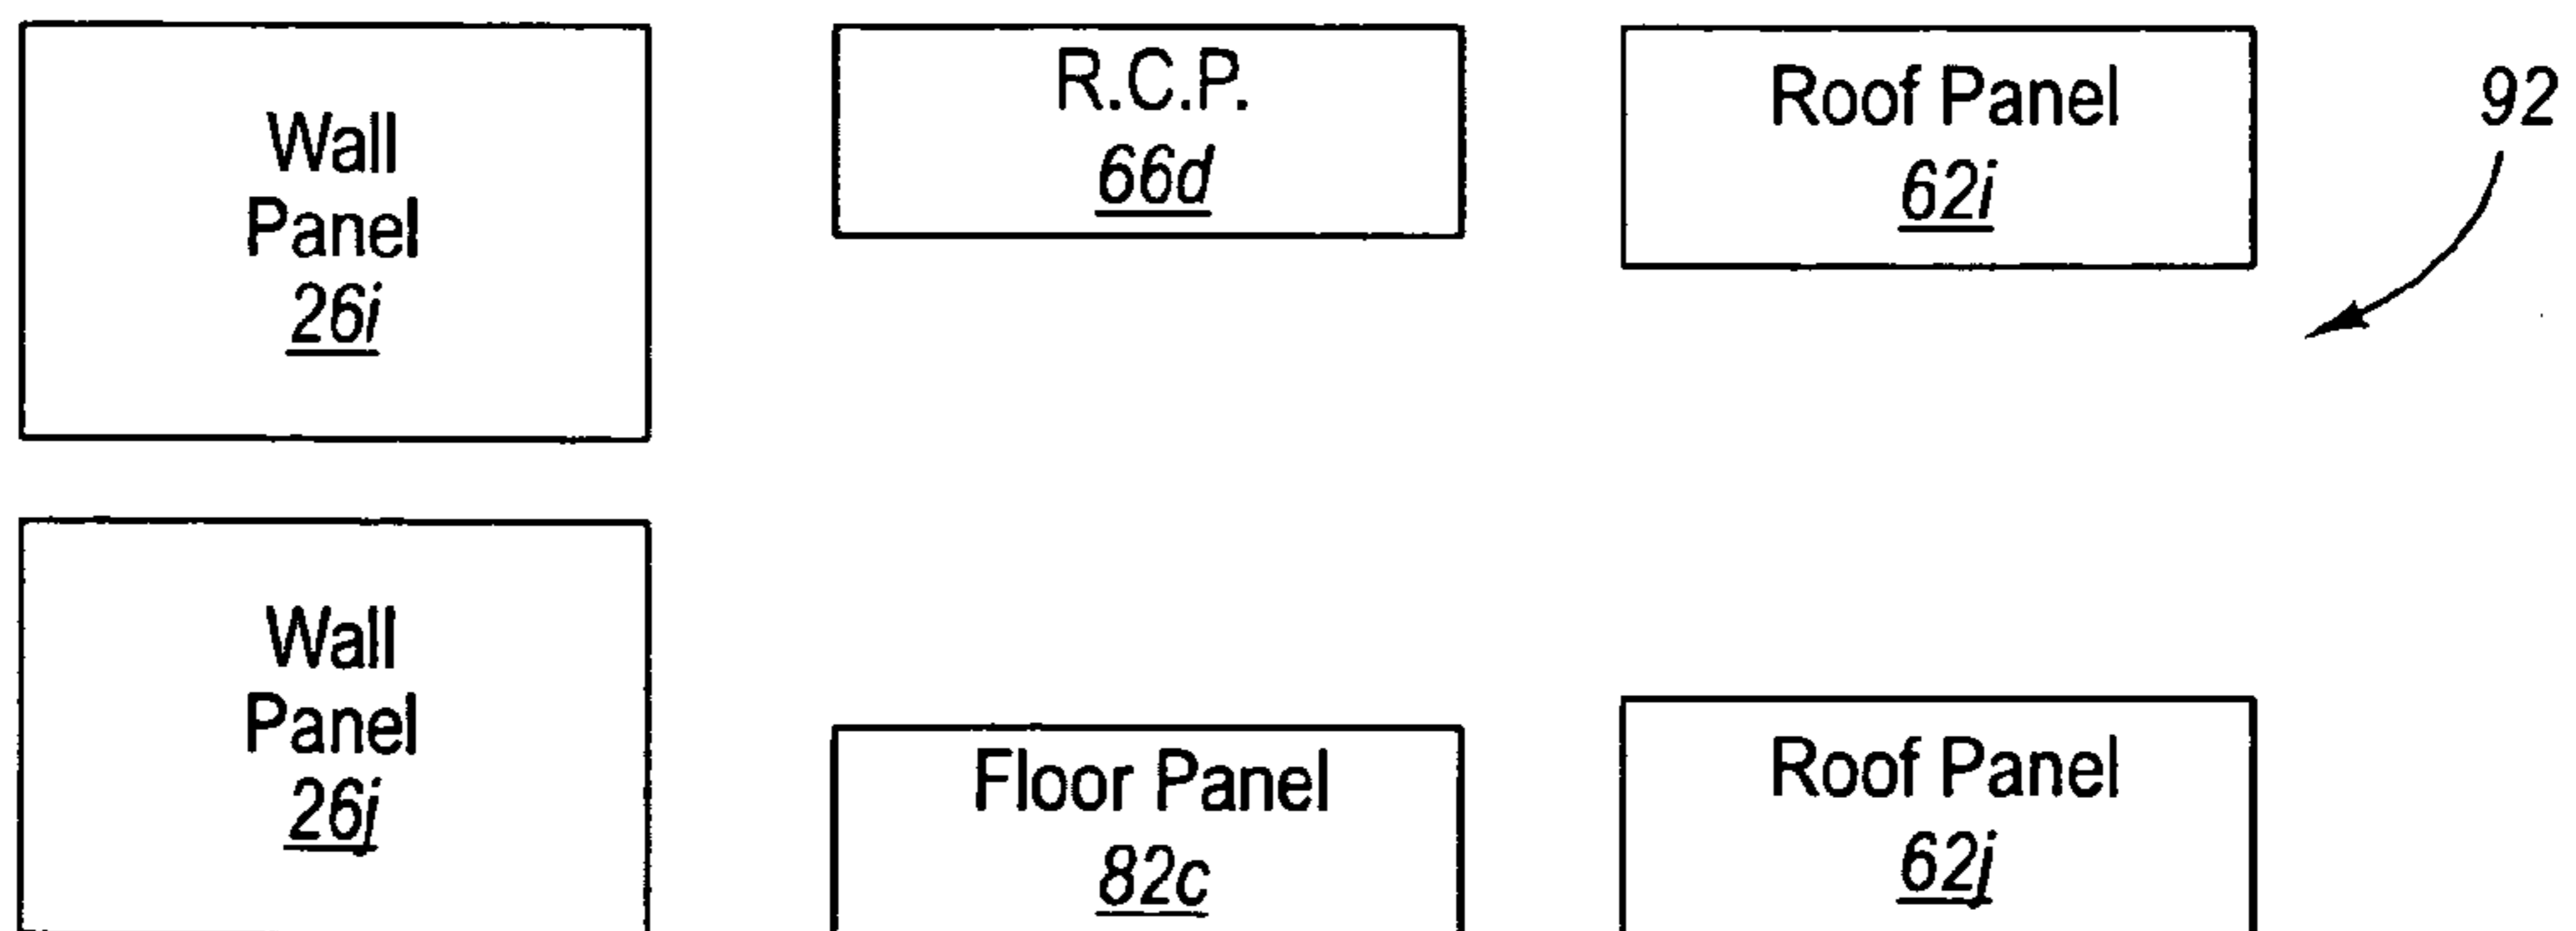 Wall
Panel
26i
R.C.P.
66d
Roof Panel
62i
92
Wall
Panel
26j
Floor Panel
82c
Roof Panel
62j